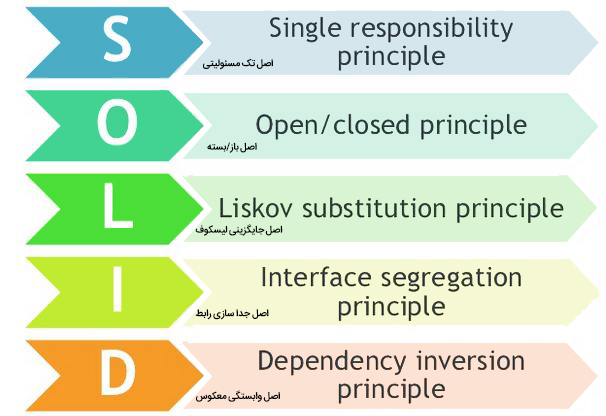 S
Single responsibility
principle
اصل تک مسئولیتی
O
Open/closed principle
اصل باز/بسته
L
Liskov substitution principle
اصل جایگزینی لیسکوف
I
Interface segregation
principle
اصل جدا سازی رابط
D
Dependency inversion
principle
اصل وابستگی معکوس